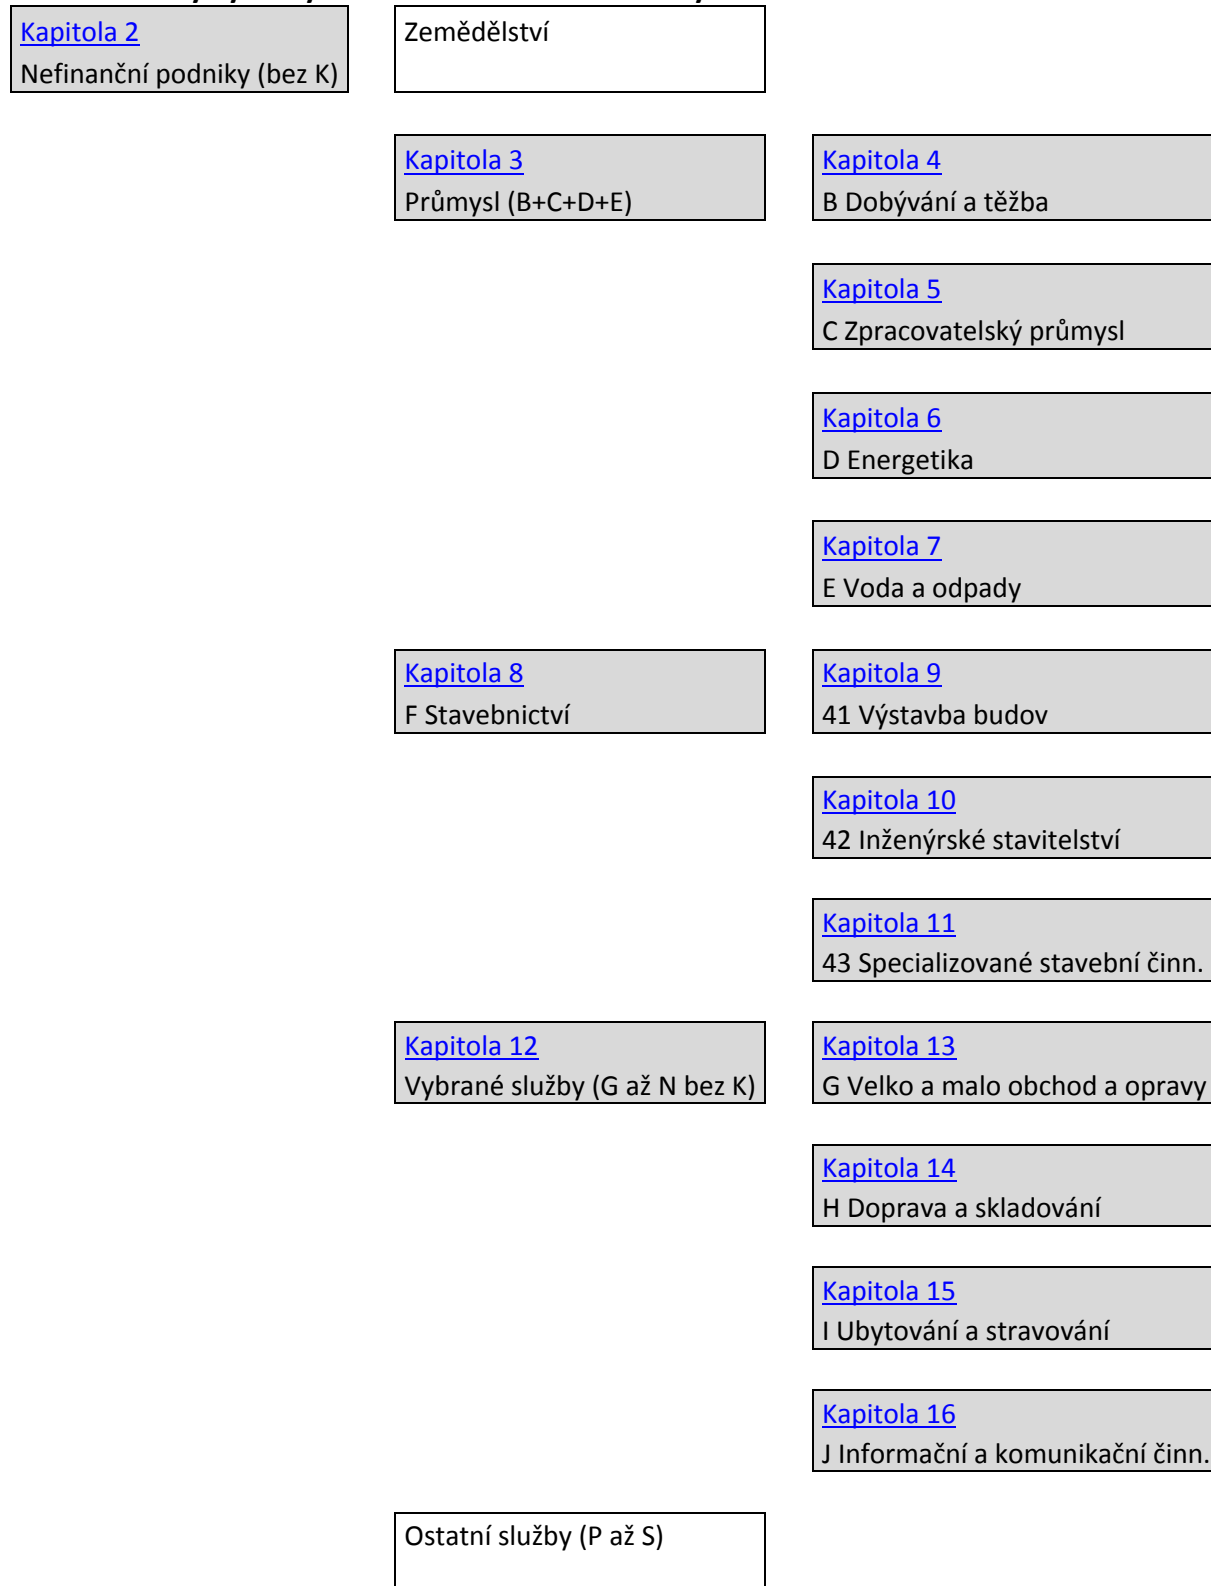 Kapitola 2
Nefinanční podniky (bez K)
Zemědělství
Kapitola 3
Průmysl (B+C+D+E)
Kapitola 4
B Dobývání a těžba
Kapitola 5
C Zpracovatelský průmysl
Kapitola 6
D Energetika
Kapitola 7
E Voda a odpady
Kapitola 8
F Stavebnictví
Kapitola 9
41 Výstavba budov
Kapitola 10
42 Inženýrské stavitelství
Kapitola 11
43 Specializované stavební činn.
Kapitola 12
Vybrané služby (G až N bez K)
Kapitola 13
G Velko a malo obchod a opravy
Kapitola 14
H Doprava a skladování
Kapitola 15
I Ubytování a stravování
Kapitola 16
J Informační a komunikační činn.
Ostatní služby (P až S)